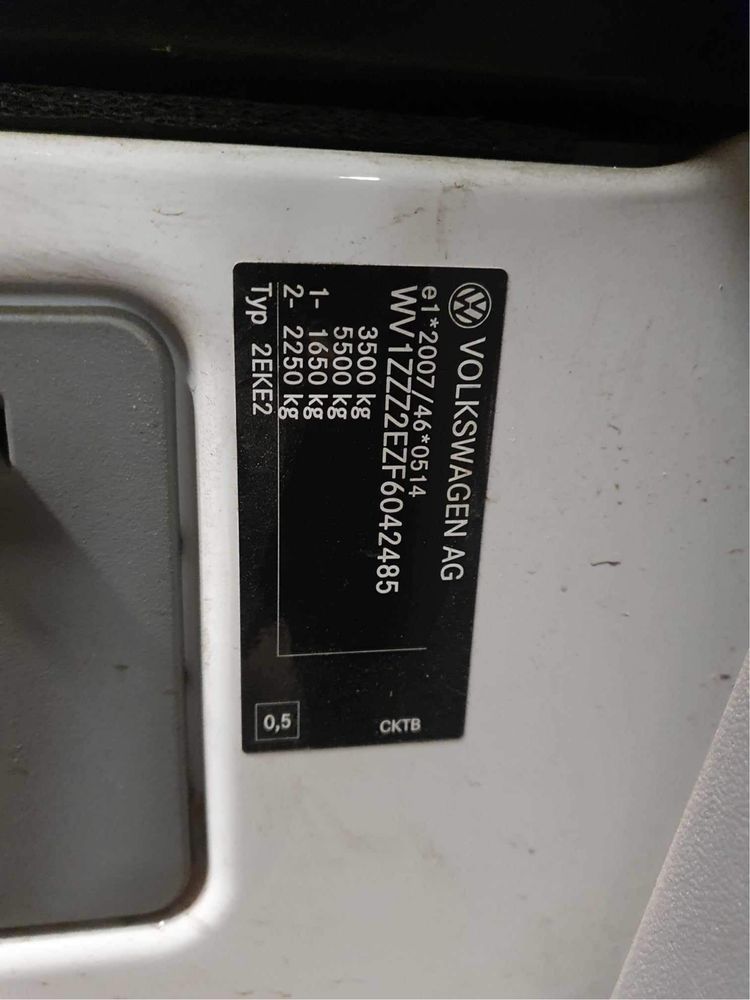 VOLKSWAGEN AG
e1*2007/46*0514
WV1ZZZ2EZF6042485
3500 kg
5500 kg
1- 1650 kg
2- 2250 kg
Typ 2EKE2
CKTB
0,5